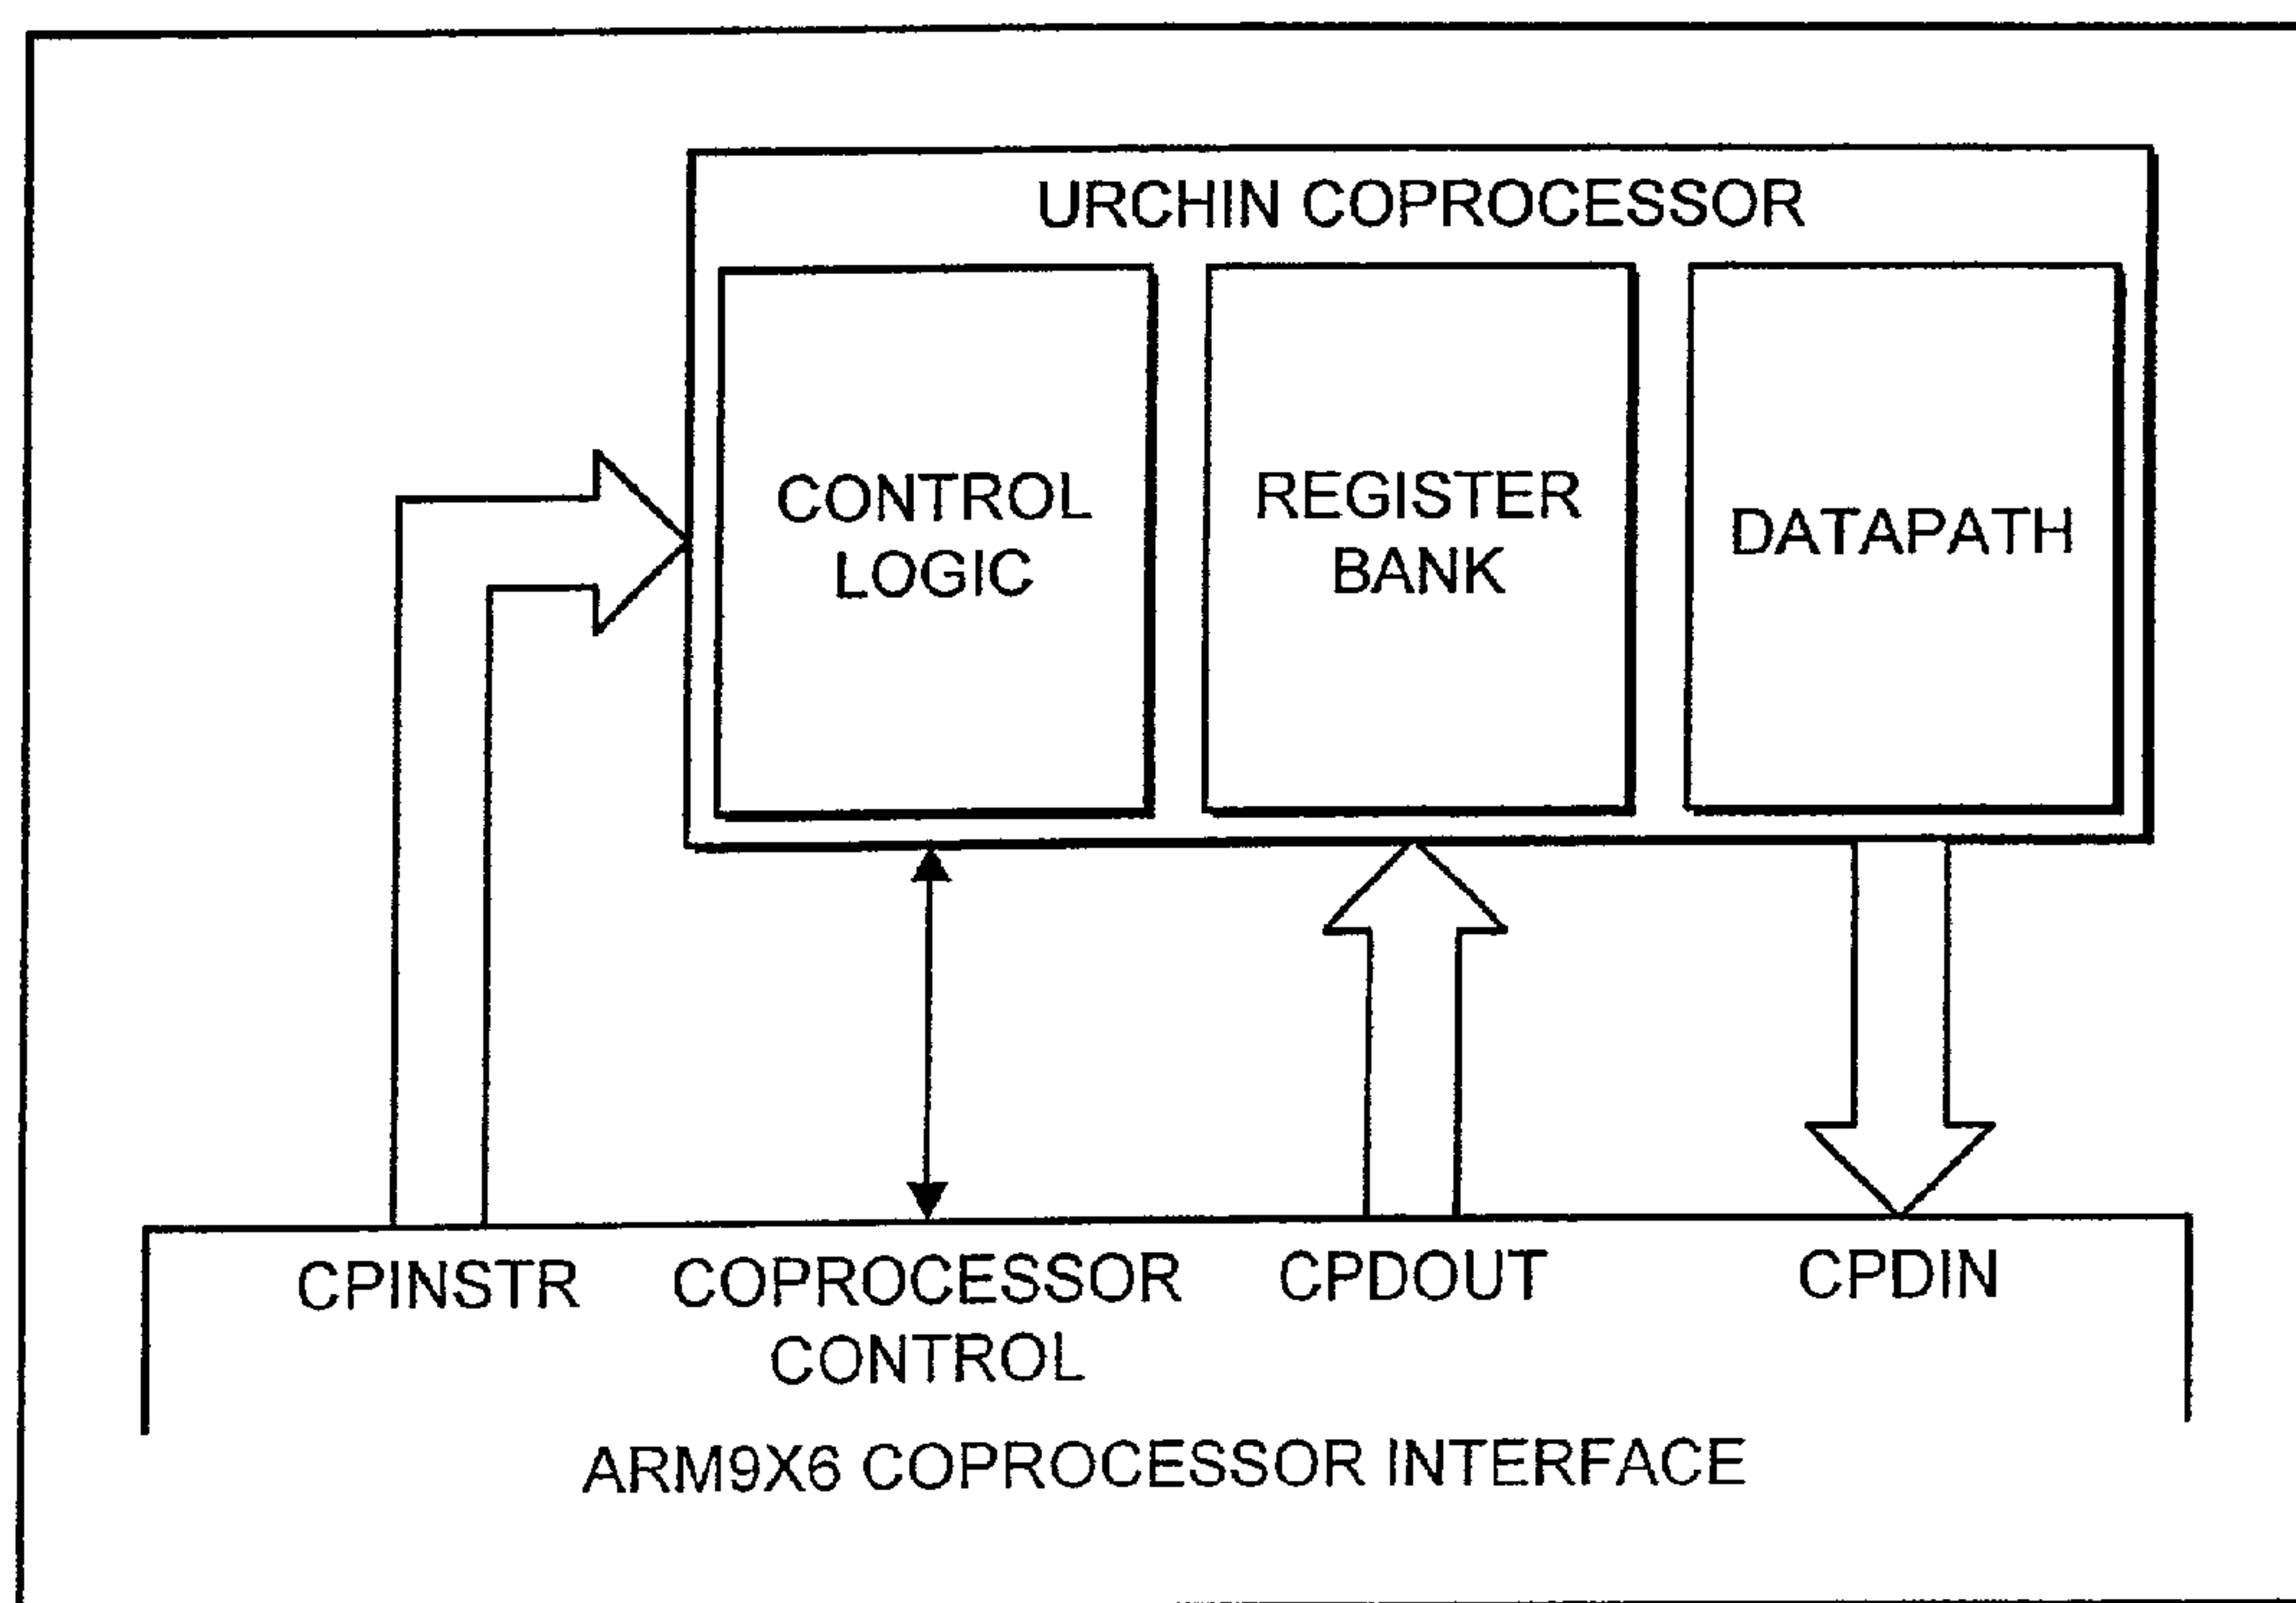 URCHIN COPROCESSOR
CONTROL
LOGIC
REGISTER
BANK
DATAPATH
CPINSTR
COPROCESSOR
CONTROL
CPDOUT
CPDIN
ARM9X6 COPROCESSOR INTERFACE